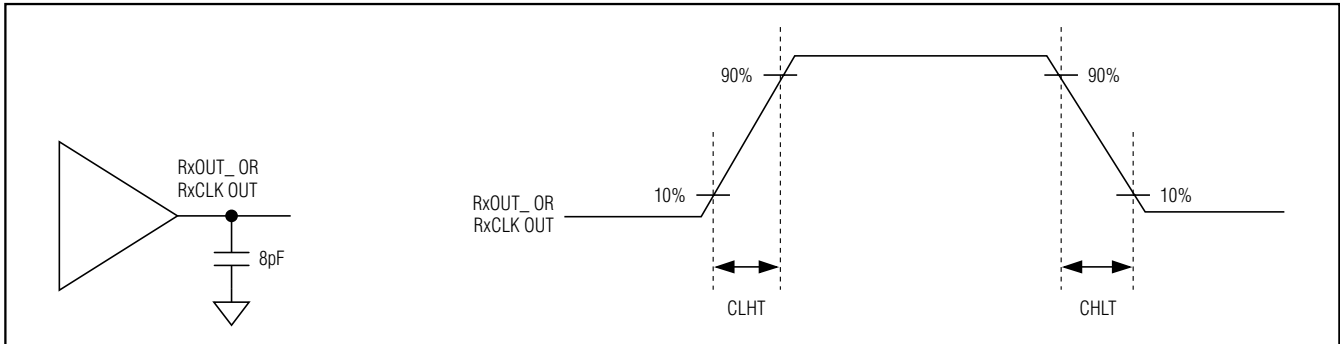 RxOUT_ OR
RxCLK OUT
8pF
RxOUT_ OR
RxCLK OUT
90%
10%
90%
10%
CLHT
CHLT